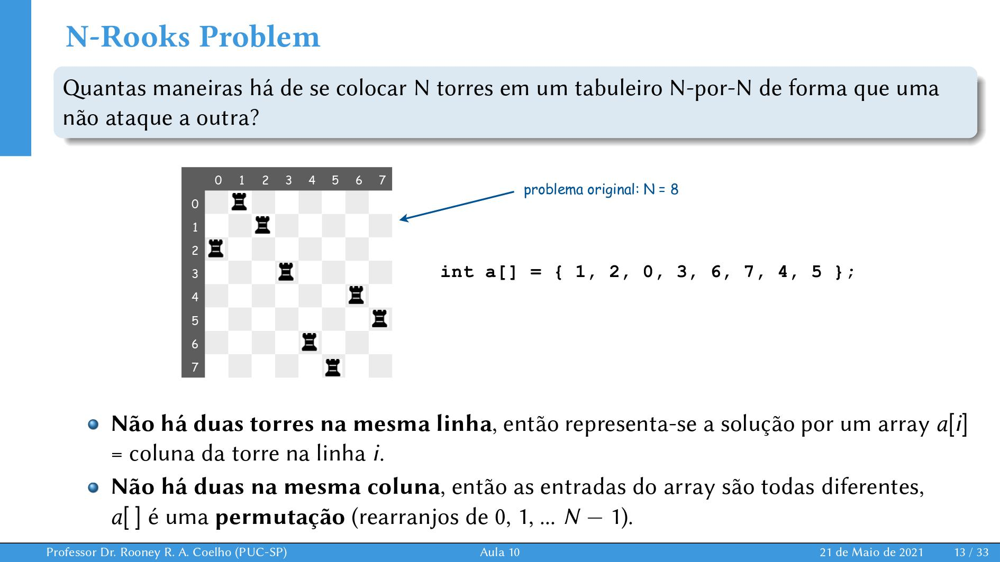 N-Rooks Problem
Quantas maneiras há de se colocar N torres em um tabuleiro N-por-N de forma que uma
não ataque a outra?
0 1 2 3 4 5 6 7
problema original: N = 8
0
1
2
3
int a[] = { 1, 2, 0, 3, 6, 7, 4, 5 };
4
5
6
7
Não há duas torres na mesma linha, então representa-se a solução por um array a[i]
= coluna da torre na linha i.
Não há duas na mesma coluna, então as entradas do array são todas diferentes,
a[ ] é uma permutação (rearranjos de 0, 1, ... N − 1).
Professor Dr. Rooney R. A. Coelho (PUC-SP) Aula 10 21 de Maio de 2021 13 / 33